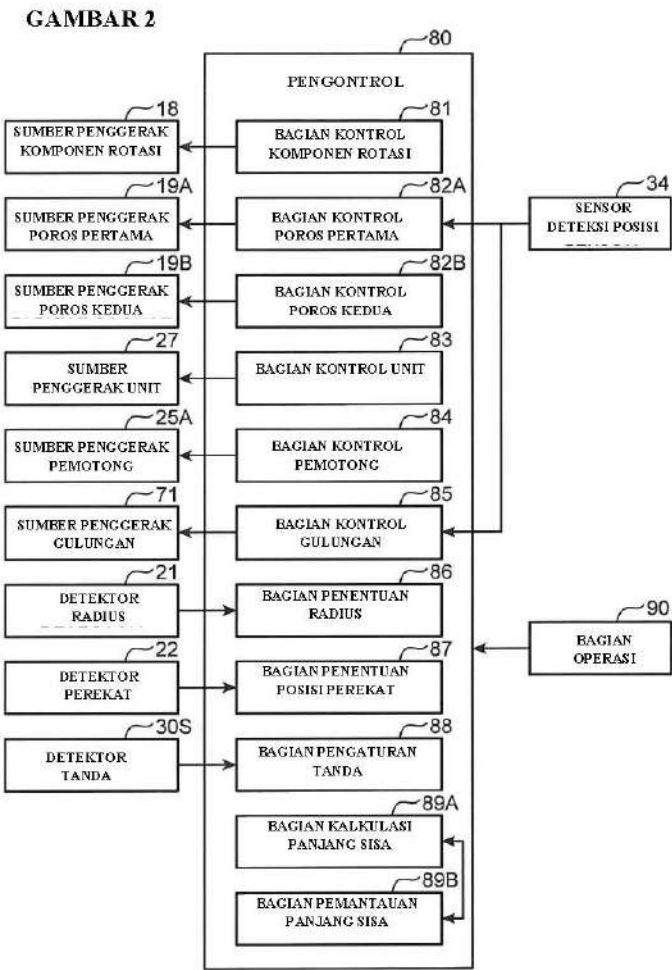 GAMBAR 2
80
PENGONTROL
18
SUMBER PENGGERAK
KOMPONEN ROTASI
81
BAGIAN KONTROL
KOMPONEN ROTASI
19A
SUMBER PENGGERAK
POROS PERTAMA
82A
BAGIAN KONTROL
POROS PERTAMA
34
SENSOR
DETEKSI POSISI
19B
SUMBER PENGGERAK
POROS KEDUA
82B
BAGIAN KONTROL
POROS KEDUA
27
SUMBER
PENGGERAK UNIT
83
BAGIAN KONTROL UNIT
25A
SUMBER PENGGERAK
PEMOTONG
84
BAGIAN KONTROL
PEMOTONG
71
SUMBER PENGGERAK
GULUNGAN
85
BAGIAN KONTROL
GULUNGAN
21
DETEKTOR
RADIUS
86
BAGIAN PENENTUAN
RADIUS
90
BAGIAN
OPERASI
22
DETEKTOR
PEREKAT
87
BAGIAN PENENTUAN
POSISI PEREKAT
30S
DETEKTOR
TANDA
88
BAGIAN PENGATURAN
TANDA
89A
BAGIAN KALKULASI
PANJANG SISA
89B
BAGIAN PEMANTAUAN
PANJANG SISA